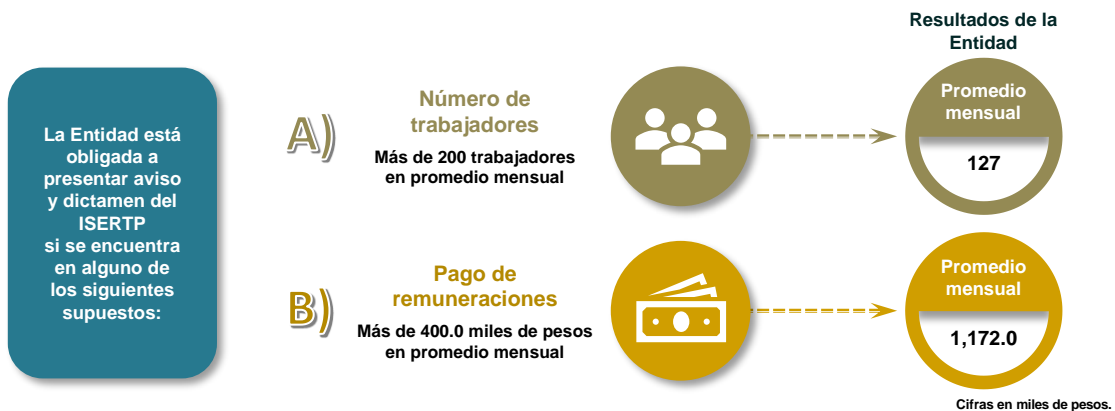 Resultados de la
Entidad
La Entidad está
obligada a
presentar aviso
y dictamen del
ISERTP
si se encuentra
en alguno de
los siguientes
supuestos:
A)
Número de
trabajadores
Más de 200 trabajadores
en promedio mensual
Promedio
mensual
127
B)
Pago de
remuneraciones
Más de 400.0 miles de pesos
en promedio mensual
Promedio
mensual
1,172.0
Cifras en miles de pesos.